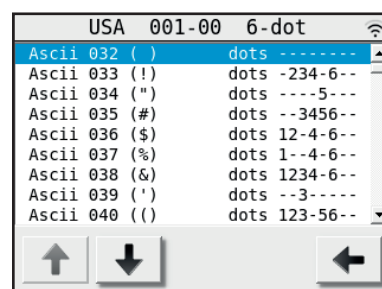 USA 001-00 6-dot
Ascii 032 ( ) dots --------
Ascii 033 (!) dots -234-6--
Ascii 034 (") dots ----5---
Ascii 035 (#) dots --3456--
Ascii 036 ($) dots 12-4-6--
Ascii 037 (%) dots 1--4-6--
Ascii 038 (&) dots 1234-6--
Ascii 039 (') dots --3-----
Ascii 040 (() dots 123-56--